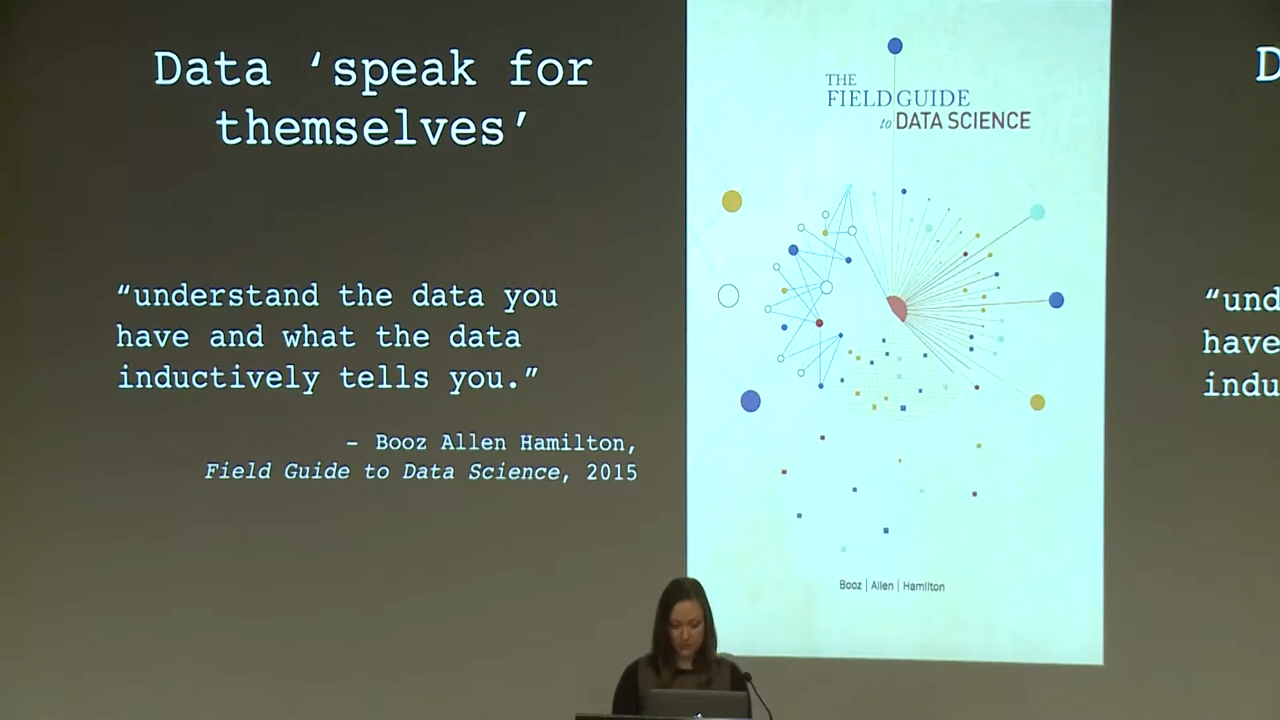 Data ‘speak for
themselves’
“understand the data you
have and what the data
inductively tells you.”
– Booz Allen Hamilton,
Field Guide to Data Science, 2015
THE
FIELD GUIDE
to DATA SCIENCE
Booz | Allen | Hamilton
D
“und
have
indu